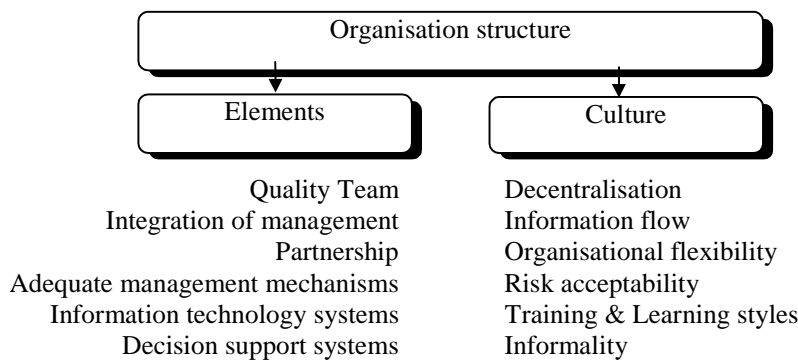 Organisation structure
Elements
Culture
Quality Team
Integration of management
Partnership
Adequate management mechanisms
Information technology systems
Decision support systems
Decentralisation
Information flow
Organisational flexibility
Risk acceptability
Training & Learning styles
Informality